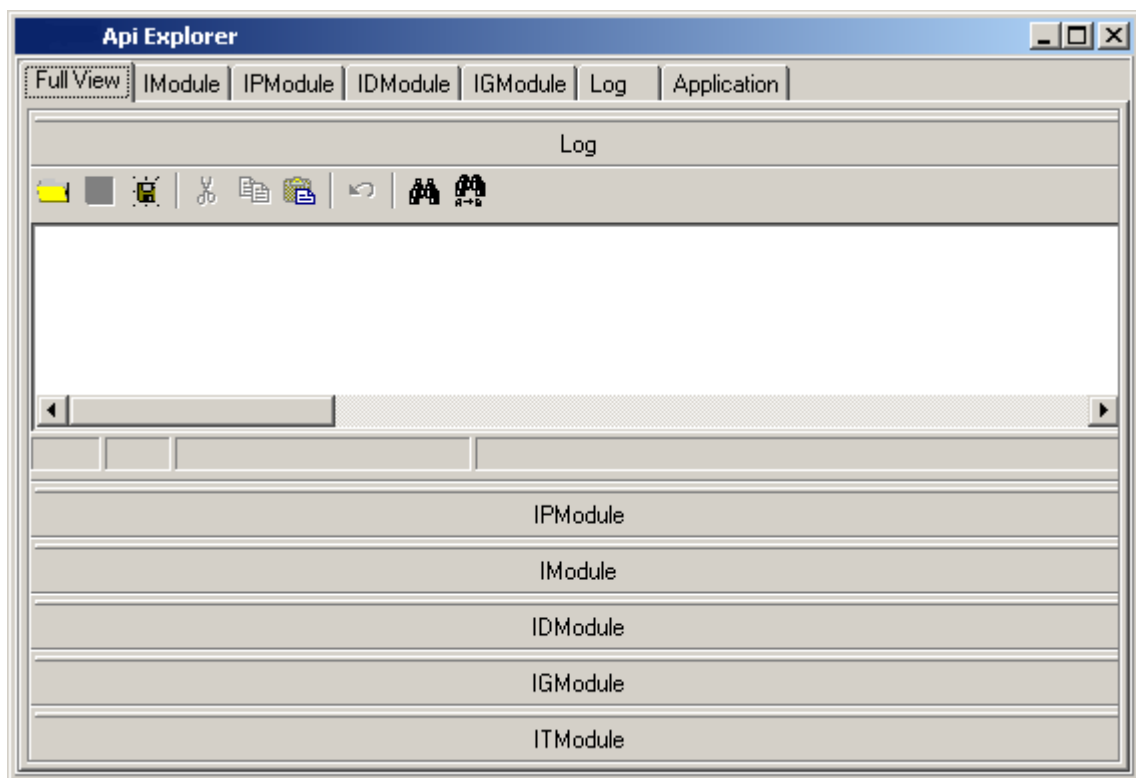 Api Explorer
Full View IModule IPModule IDModule IGModule Log Application
Log
A→B
IPModule
IModule
IDModule
IGModule
ITModule